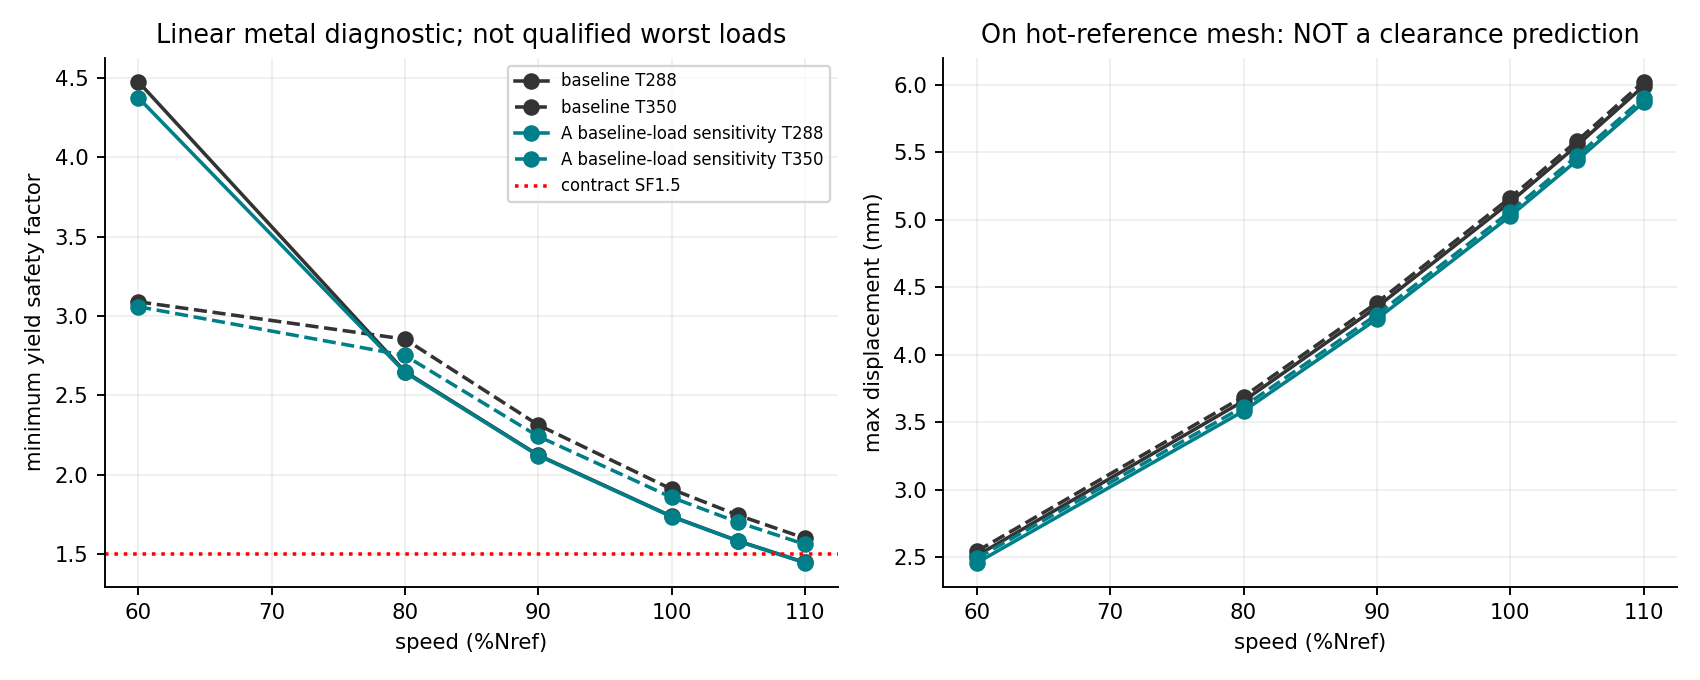 Linear metal diagnostic; not qualified worst loads
minimum yield safety factor
4.5
4.0
3.5
3.0
2.5
2.0
1.5
baseline T288
baseline T350
A baseline-load sensitivity T288
A baseline-load sensitivity T350
contract SF1.5
60 70 80 90 100 110
speed (%Nref)
On hot-reference mesh: NOT a clearance prediction
max displacement (mm)
6.0
5.5
5.0
4.5
4.0
3.5
3.0
2.5
60 70 80 90 100 110
speed (%Nref)